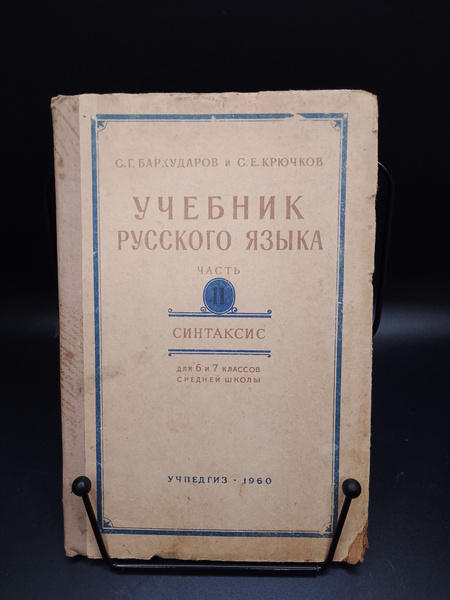 С.Г. БАРХУДАРОВ и С.Е. КРЮЧКОВ
УЧЕБНИК
РУССКОГО ЯЗЫКА
ЧАСТЬ
II
СИНТАКСИС
ДЛЯ 6 И 7 КЛАССОВ
СРЕДНЕЙ ШКОЛЫ
УЧПЕДГИЗ · 1960